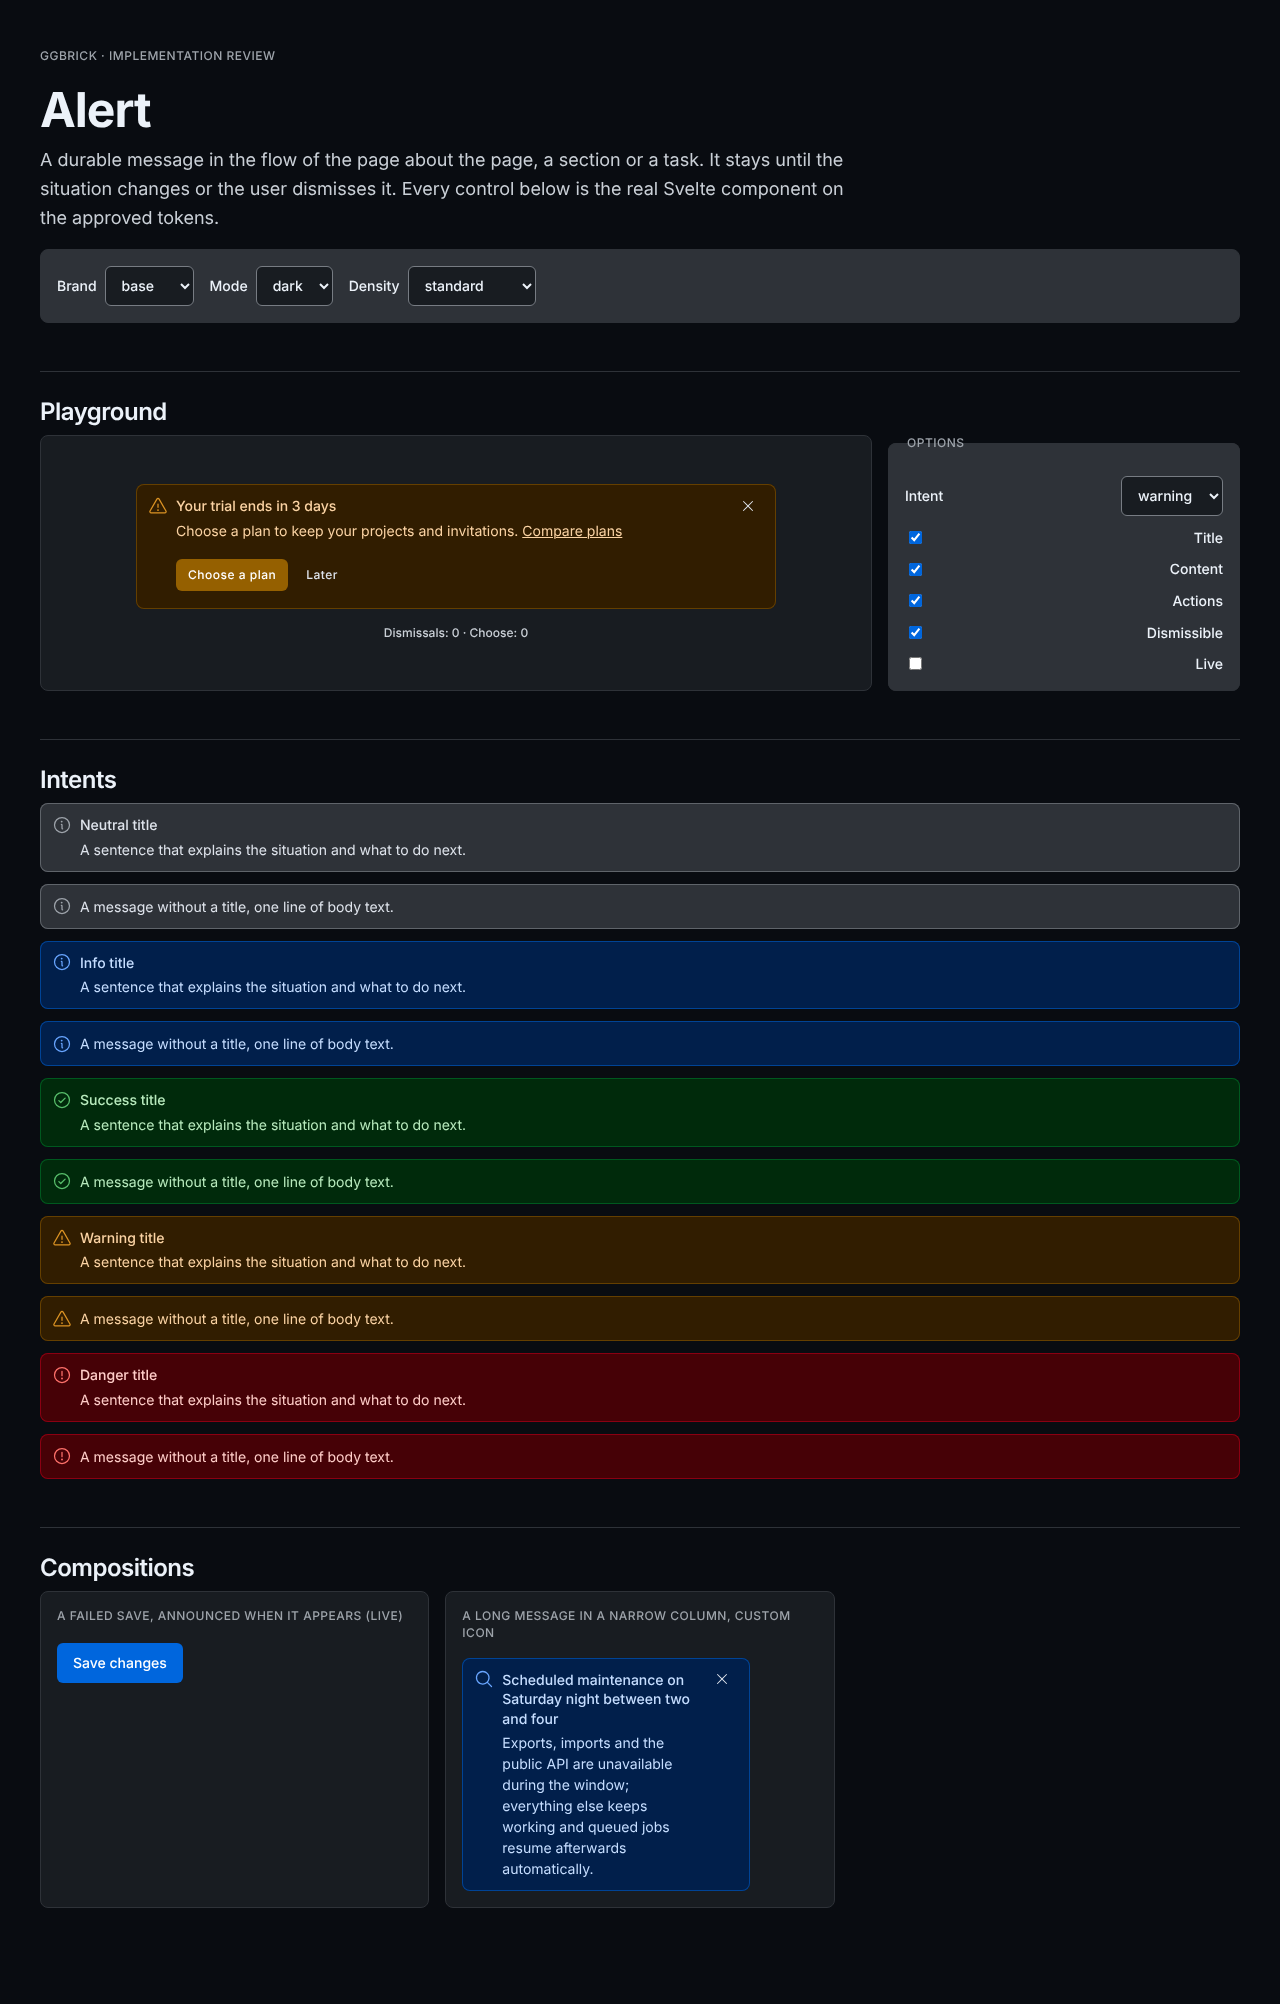 GGBRICK · IMPLEMENTATION REVIEW
Alert
A durable message in the flow of the page about the page, a section or a task. It stays until the
situation changes or the user dismisses it. Every control below is the real Svelte component on
the approved tokens.
Brand base Mode dark Density standard
Playground
OPTIONS
Your trial ends in 3 days
Choose a plan to keep your projects and invitations. Compare plans
Choose a plan Later
Dismissals: 0 · Choose: 0
Intent warning
Title
Content
Actions
Dismissible
Live
Intents
Neutral title
A sentence that explains the situation and what to do next.
A message without a title, one line of body text.
Info title
A sentence that explains the situation and what to do next.
A message without a title, one line of body text.
Success title
A sentence that explains the situation and what to do next.
A message without a title, one line of body text.
Warning title
A sentence that explains the situation and what to do next.
A message without a title, one line of body text.
Danger title
A sentence that explains the situation and what to do next.
A message without a title, one line of body text.
Compositions
A FAILED SAVE, ANNOUNCED WHEN IT APPEARS (LIVE)
Save changes
A LONG MESSAGE IN A NARROW COLUMN, CUSTOM
ICON
Scheduled maintenance on
Saturday night between two
and four
Exports, imports and the
public API are unavailable
during the window;
everything else keeps
working and queued jobs
resume afterwards
automatically.